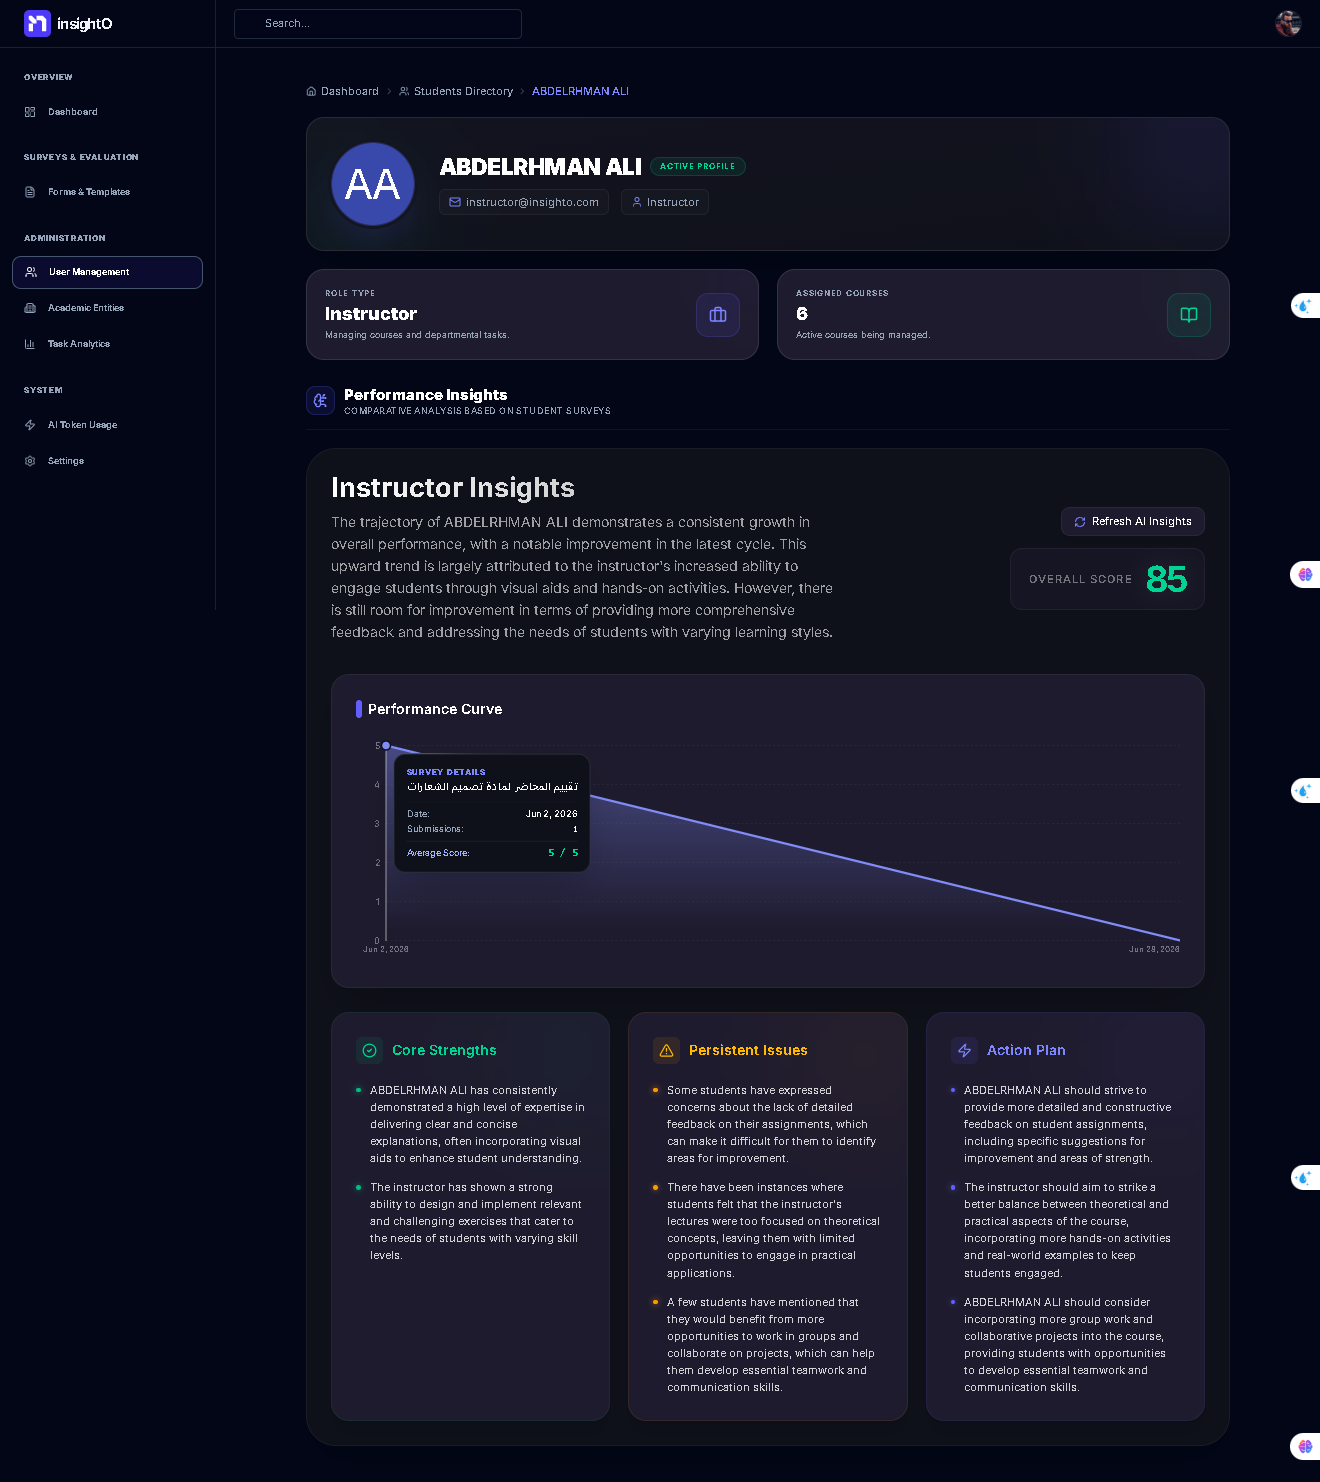 insightO
Search...
OVERVIEW
Dashboard
SURVEYS & EVALUATION
Forms & Templates
ADMINISTRATION
User Management
Academic Entities
Task Analytics
SYSTEM
AI Token Usage
Settings
Dashboard > Students Directory > ABDELRHMAN ALI
AA
ABDELRHMAN ALI
ACTIVE PROFILE
instructor@insighto.com
Instructor
ROLE TYPE
Instructor
Managing courses and departmental tasks.
ASSIGNED COURSES
6
Active courses being managed.
Performance Insights
COMPARATIVE ANALYSIS BASED ON STUDENT SURVEYS
Instructor Insights
The trajectory of ABDELRHMAN ALI demonstrates a consistent growth in
overall performance, with a notable improvement in the latest cycle. This
upward trend is largely attributed to the instructor's increased ability to
engage students through visual aids and hands-on activities. However, there
is still room for improvement in terms of providing more comprehensive
feedback and addressing the needs of students with varying learning styles.
Refresh AI Insights
OVERALL SCORE 85
Performance Curve
5
4
3
2
1
0
Jun 2, 2026
Jun 28, 2026
SURVEY DETAILS
تقييم المحاضر لمادة تصميم الشعارات
Date: Jun 2, 2026
Submissions: 1
Average Score: 5 / 5
Core Strengths
ABDELRHMAN ALI has consistently
demonstrated a high level of expertise in
delivering clear and concise
explanations, often incorporating visual
aids to enhance student understanding.
The instructor has shown a strong
ability to design and implement relevant
and challenging exercises that cater to
the needs of students with varying skill
levels.
Persistent Issues
Some students have expressed
concerns about the lack of detailed
feedback on their assignments, which
can make it difficult for them to identify
areas for improvement.
There have been instances where
students felt that the instructor's
lectures were too focused on theoretical
concepts, leaving them with limited
opportunities to engage in practical
applications.
A few students have mentioned that
they would benefit from more
opportunities to work in groups and
collaborate on projects, which can help
them develop essential teamwork and
communication skills.
Action Plan
ABDELRHMAN ALI should strive to
provide more detailed and constructive
feedback on student assignments,
including specific suggestions for
improvement and areas of strength.
The instructor should aim to strike a
better balance between theoretical and
practical aspects of the course,
incorporating more hands-on activities
and real-world examples to keep
students engaged.
ABDELRHMAN ALI should consider
incorporating more group work and
collaborative projects into the course,
providing students with opportunities
to develop essential teamwork and
communication skills.